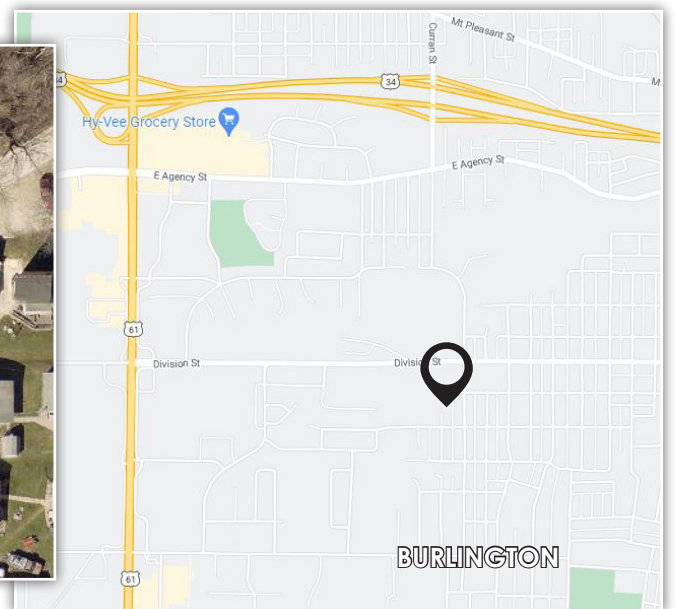 Curran St
Mt Pleasant St
34
Hy-Vee Grocery Store
E Agency St
E Agency St
61
Division St
Division St
BURLINGTON
61